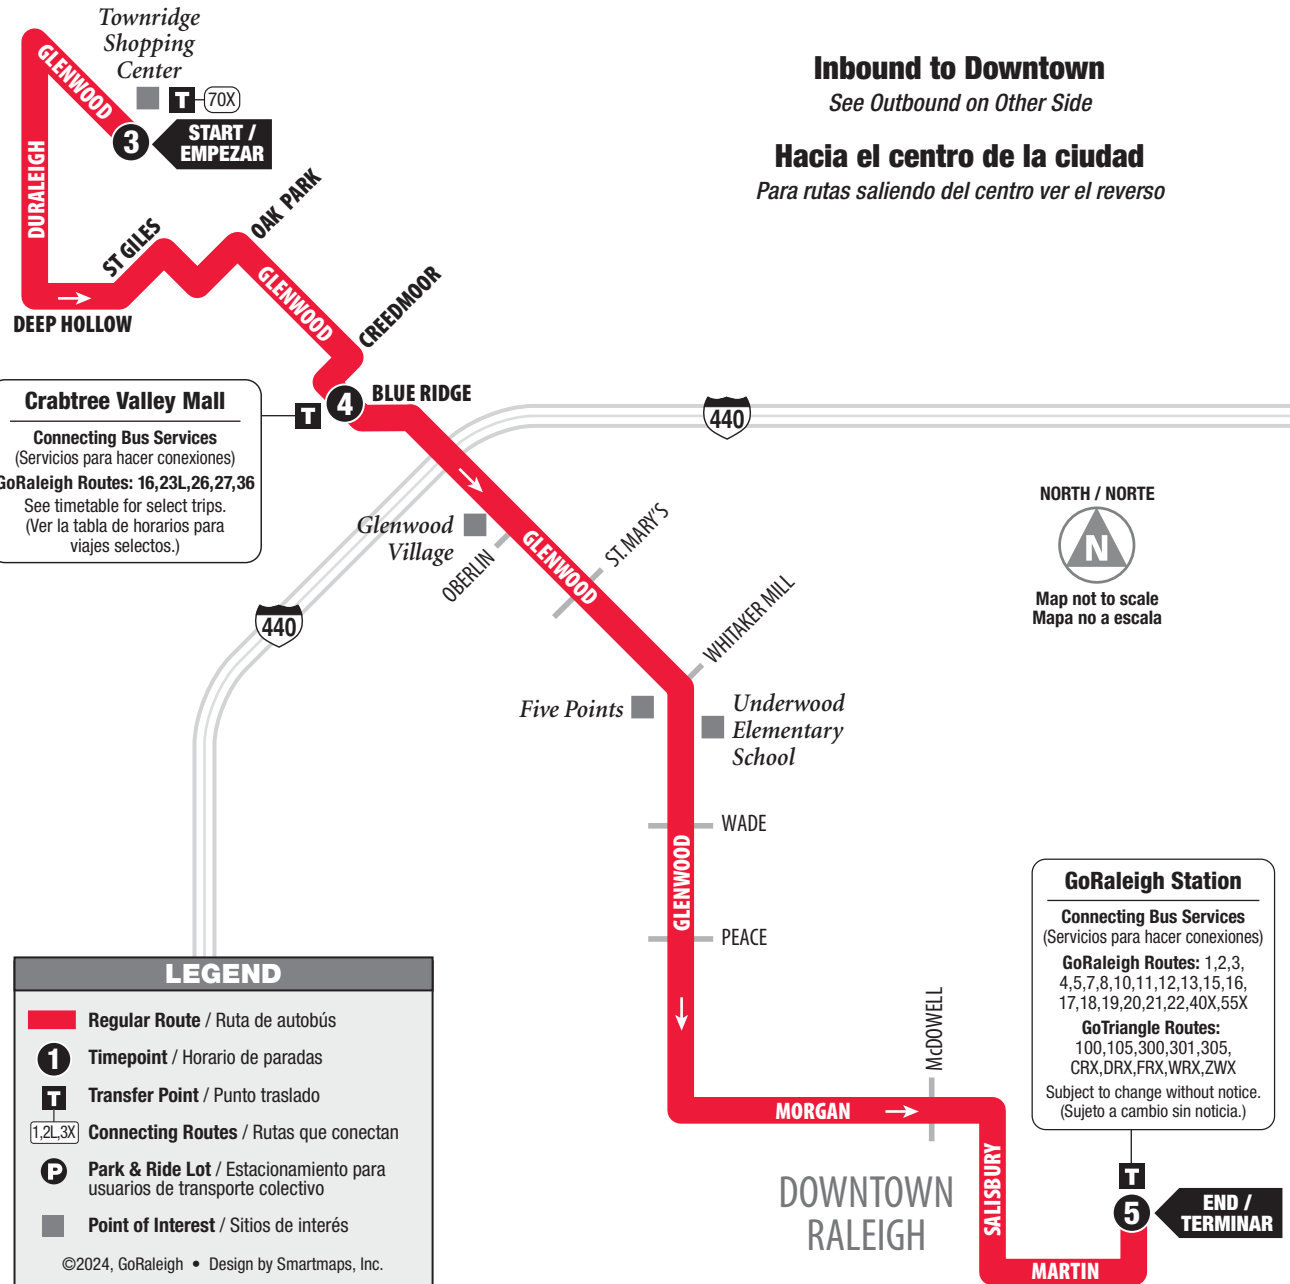 Townridge
Shopping
Center
T
70X
GLENWOOD
3
START /
EMPEZAR
Inbound to Downtown
See Outbound on Other Side
Hacia el centro de la ciudad
Para rutas saliendo del centro ver el reverso
DURALEIGH
ST GILES
OAK PARK
GLENWOOD
CREEDMOOR
DEEP HOLLOW
Crabtree Valley Mall
Connecting Bus Services
(Servicios para hacer conexiones)
GoRaleigh Routes: 16,23L,26,27,36
See timetable for select trips.
(Ver la tabla de horarios para
viajes selectos.)
T
4
BLUE RIDGE
440
NORTH / NORTE
N
Map not to scale
Mapa no a escala
Glenwood
Village
OBERLIN
GLENWOOD
ST. MARY'S
440
WHITAKER MILL
Five Points
Underwood
Elementary
School
WADE
GLENWOOD
PEACE
GoRaleigh Station
Connecting Bus Services
(Servicios para hacer conexiones)
GoRaleigh Routes: 1,2,3,
4,5,7,8,10,11,12,13,15,16,
17,18,19,20,21,22,40X,55X
GoTriangle Routes:
100,105,300,301,305,
CRX,DRX,FRX,WRX,ZWX
Subject to change without notice.
(Sujeto a cambio sin noticia.)
LEGEND
Regular Route / Ruta de autobús
1
Timepoint / Horario de paradas
T
Transfer Point / Punto traslado
1,2L,3X
Connecting Routes / Rutas que conectan
P
Park & Ride Lot / Estacionamiento para
usuarios de transporte colectivo
Point of Interest / Sitios de interés
©2024, GoRaleigh • Design by Smartmaps, Inc.
McDOWELL
MORGAN
DOWNTOWN
RALEIGH
SALISBURY
T
5
END /
TERMINAR
MARTIN